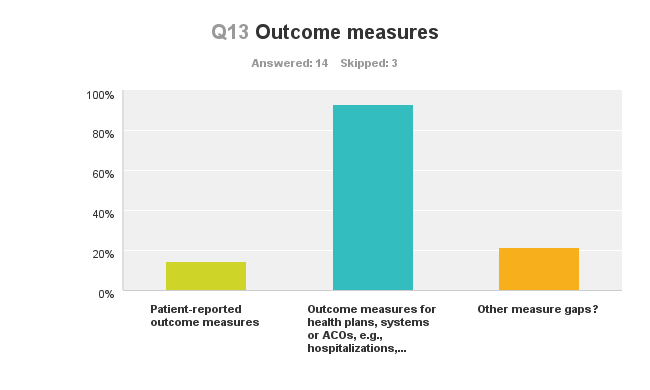 Q13 Outcome measures
Answered: 14 Skipped: 3
100%
80%
60%
40%
20%
0%
Patient-reported
outcome measures
Outcome measures for
health plans, systems
or ACOs, e.g.,
hospitalizations,...
Other measure gaps?